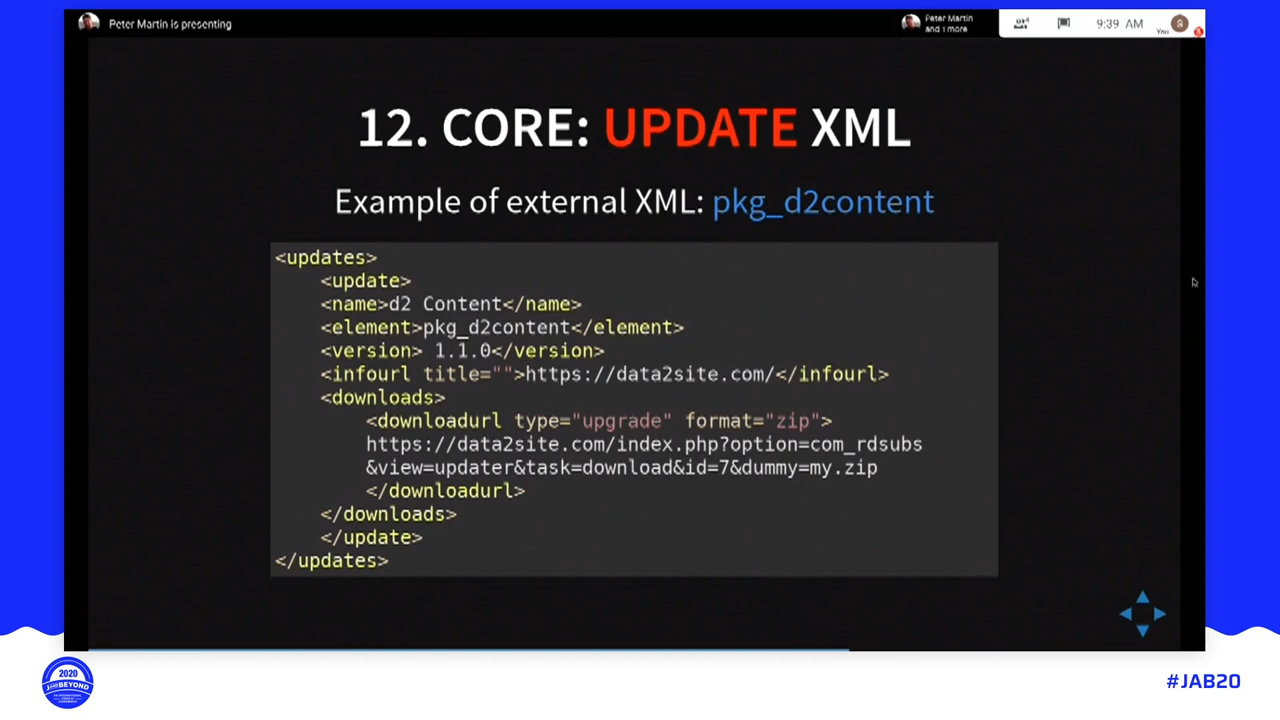 Peter Martin is presenting
Peter Martin
and 1 more
9:39 AM
You
S
12. CORE: UPDATE XML
Example of external XML: pkg_d2content
<updates>
<update>
<name>d2 Content</name>
<element>pkg_d2content</element>
<version> 1.1.0</version>
<infourl title="">https://data2site.com/</infourl>
<downloads>
<downloadurl type="upgrade" format="zip">
https://data2site.com/index.php?option=com_rdsubs
&view=updater&task=download&id=7&dummy=my.zip
</downloadurl>
</downloads>
</update>
</updates>
2020
JANDBEYOND
#JAB20